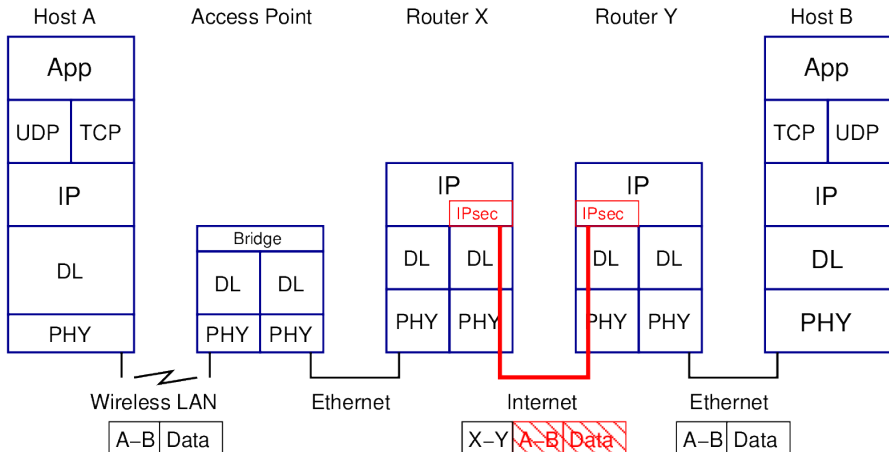 Host A Access Point Router X Router Y Host B
App App
UDP TCP TCP UDP
IP IP IP IP
IPsec IPsec
Bridge
DL DL DL DL DL DL DL DL
PHY PHY PHY PHY PHY PHY PHY PHY
Wireless LAN Ethernet Internet Ethernet
A–B Data X–Y A–B Data A–B Data